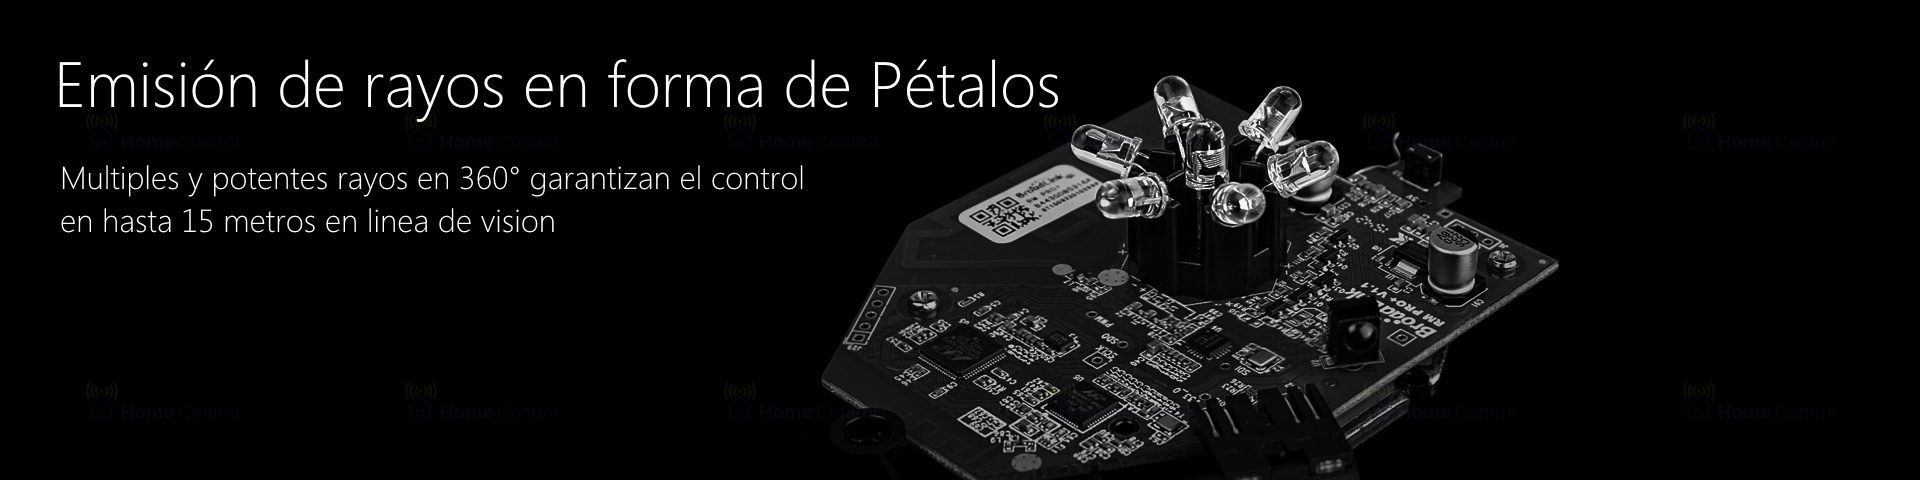 Emisión de rayos en forma de Pétalos
Multiples y potentes rayos en 360° garantizan el control
en hasta 15 metros en linea de vision
Home Control
Home Control
Home Control
Home Control
Home Control
BroadLink
PRO+
Broadlink
RM PRO+ V1.1
Home Control
Home Control
Home Control
Home Control
Home Control